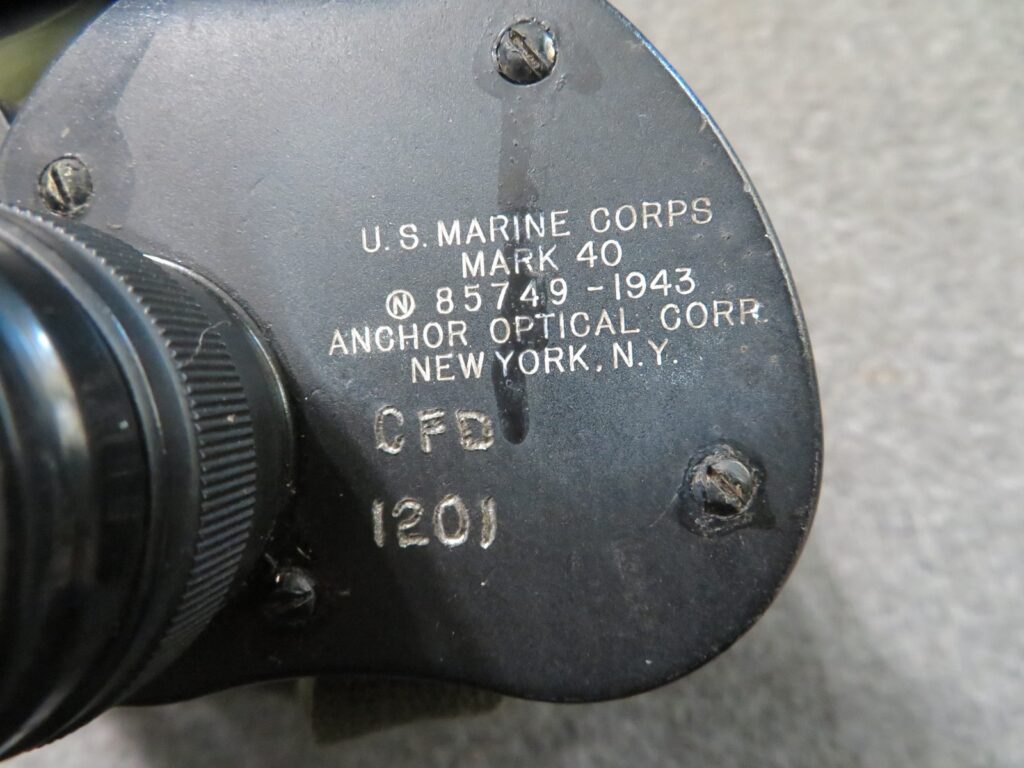 U.S. MARINE CORPS
MARK 40
Ⓝ 85749-1943
ANCHOR OPTICAL CORP.
NEW YORK, N.Y.
CFD
1201